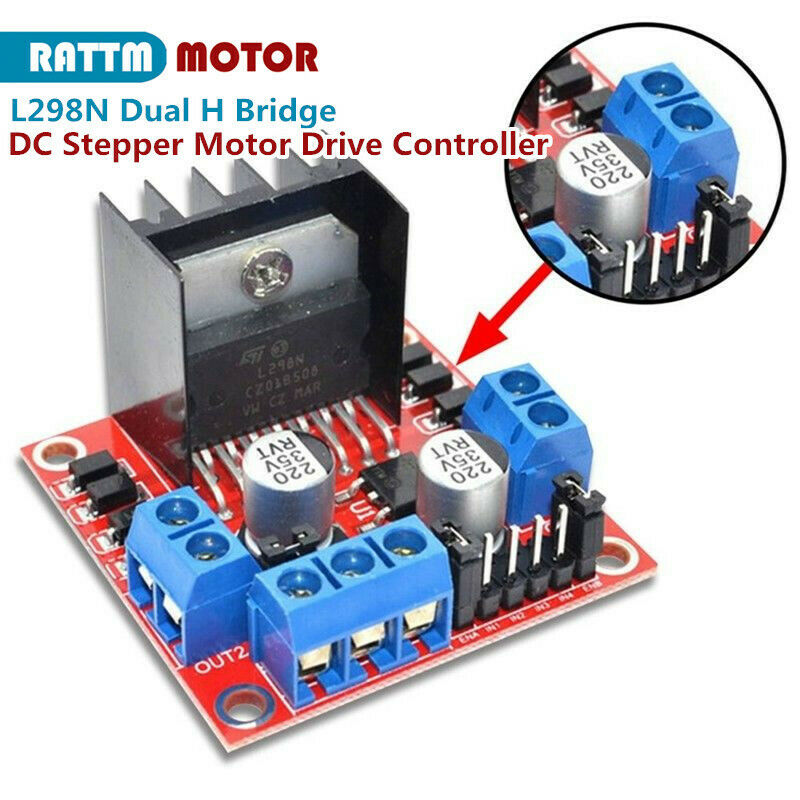 RATTM MOTOR
L298N Dual H Bridge
DC Stepper Motor Drive Controller
220
35V
RVT
L298N
CZ01B508
VW CZ MAR
220
35V
RVT
220
35V
RVT
U1
OUT2
ENA IN1 IN2 IN3 IN4 ENB